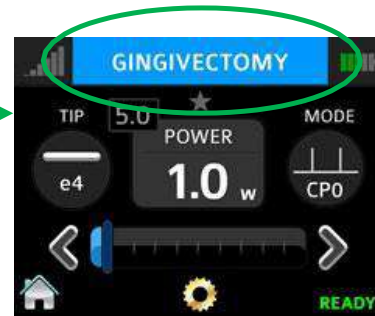 GINGIVECTOMY
TIP 5.0 MODE
POWER
e4 1.0 w CP0
READY